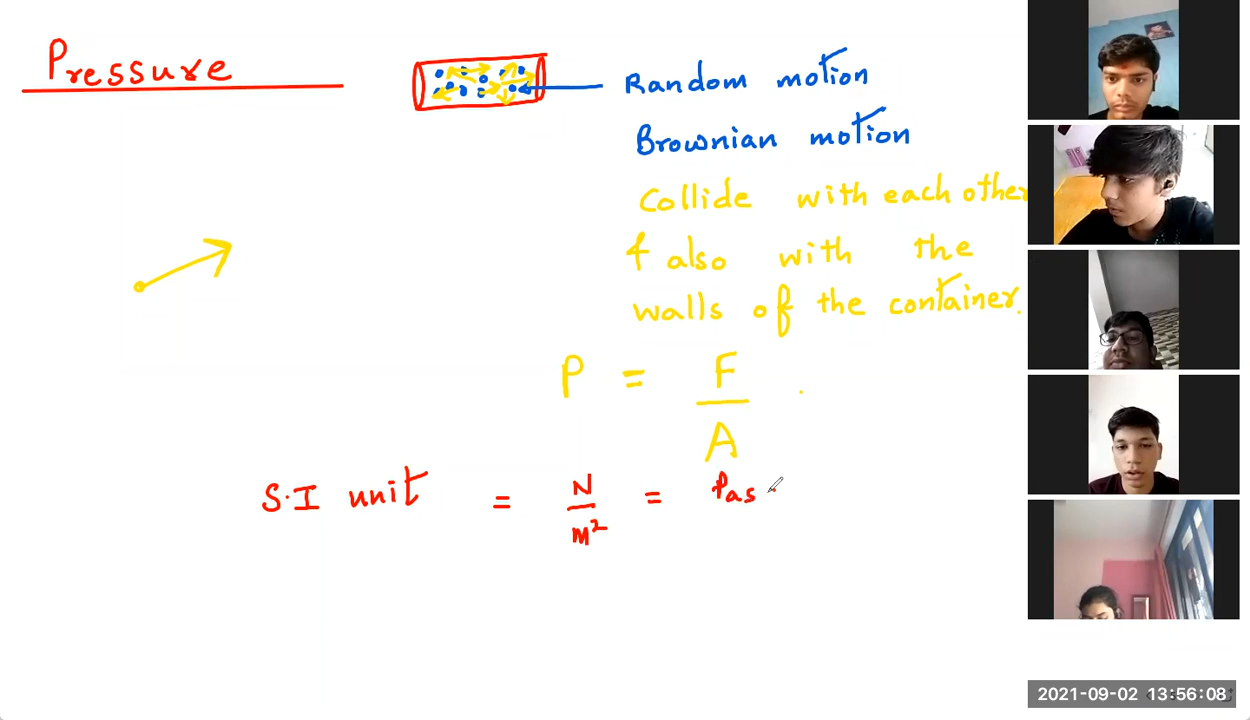 Pressure
Random motion
Brownian motion
Collide with each other
& also with the
walls of the container.
P = F
A
S.I unit = N = Pas
m²
2021-09-02 13:56:08